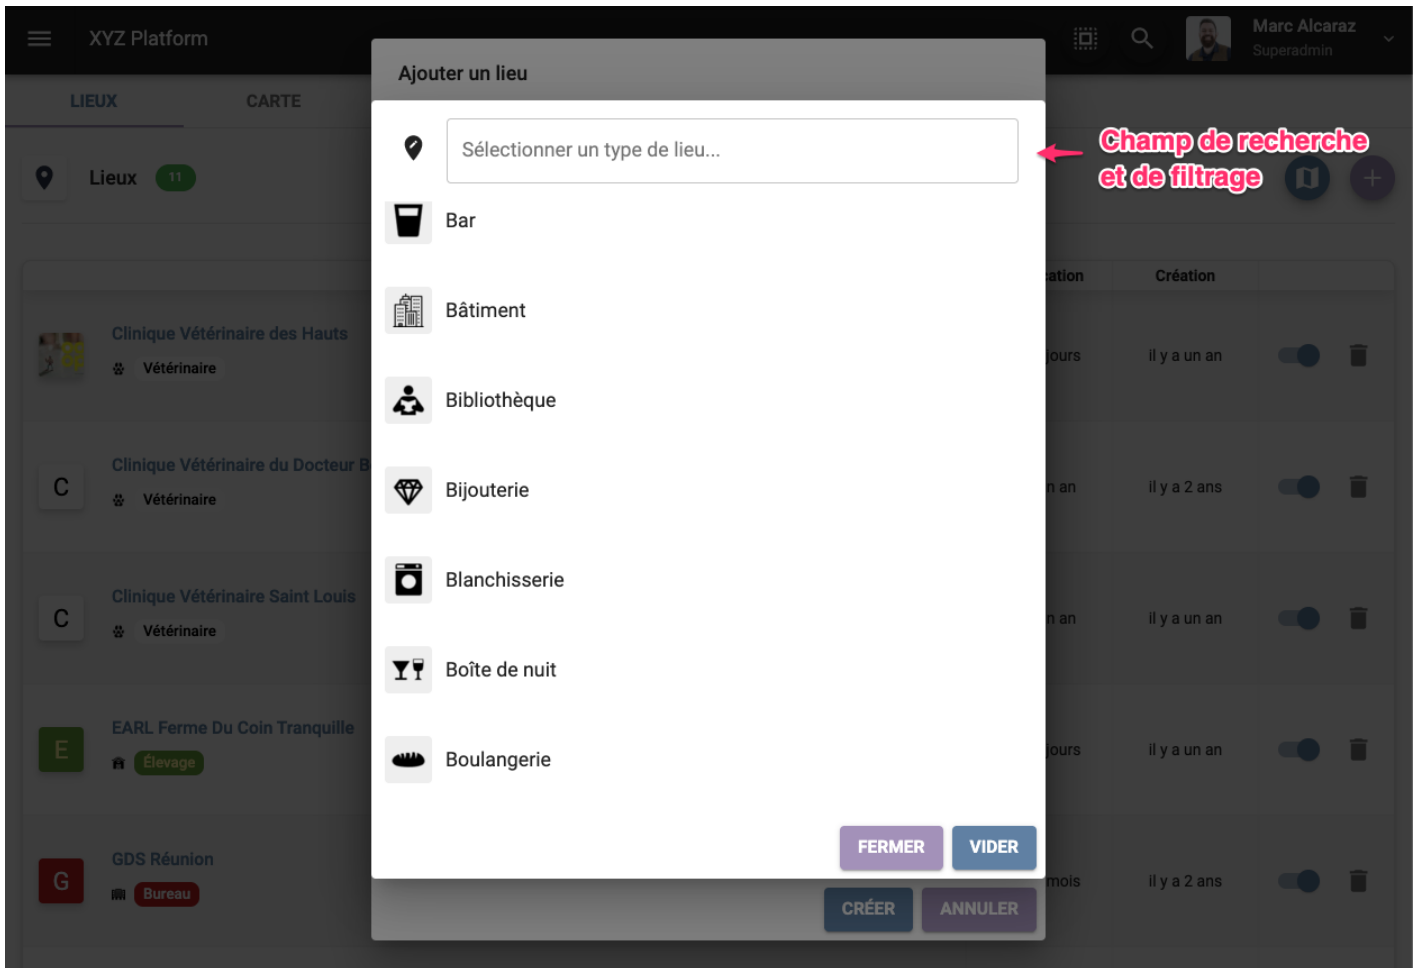 XYZ Platform
Marc Alcaraz
Superadmin
Ajouter un lieu
LIEUX
CARTE
Sélectionner un type de lieu...
Champ de recherche
et de filtrage
Lieux
11
Bar
cation
Création
Bâtiment
Clinique Vétérinaire des Hauts
Vétérinaire
jours
il y a un an
Bibliothèque
Clinique Vétérinaire du Docteur B
C
Vétérinaire
n an
il y a 2 ans
Bijouterie
Blanchisserie
Clinique Vétérinaire Saint Louis
C
Vétérinaire
n an
il y a un an
Boîte de nuit
EARL Ferme Du Coin Tranquille
E
Élevage
jours
il y a un an
Boulangerie
FERMER
VIDER
GDS Réunion
G
Bureau
mois
il y a 2 ans
CRÉER
ANNULER